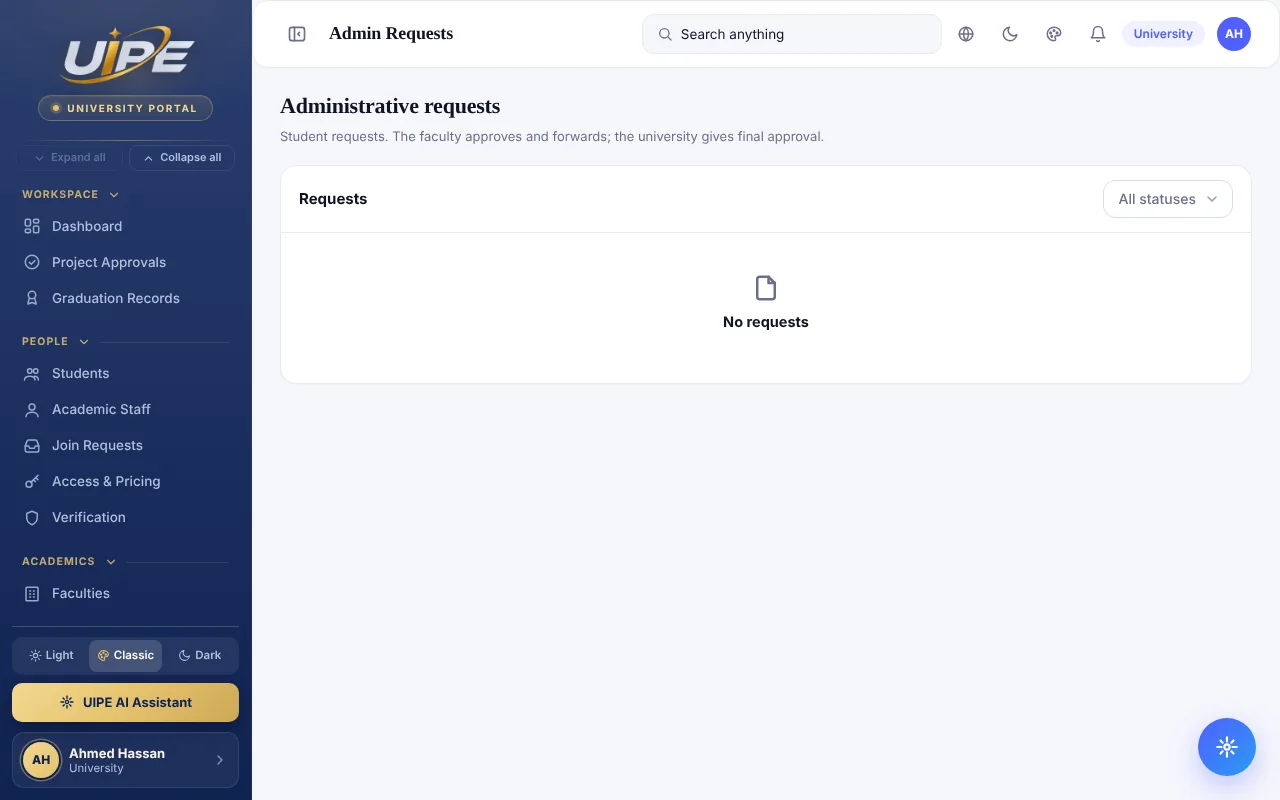 UIPE
UNIVERSITY PORTAL
Expand all
Collapse all
WORKSPACE
Dashboard
Project Approvals
Graduation Records
PEOPLE
Students
Academic Staff
Join Requests
Access & Pricing
Verification
ACADEMICS
Faculties
Light
Classic
Dark
UIPE AI Assistant
AH
Ahmed Hassan
University
Admin Requests
Search anything
University
AH
Administrative requests
Student requests. The faculty approves and forwards; the university gives final approval.
Requests
All statuses
No requests